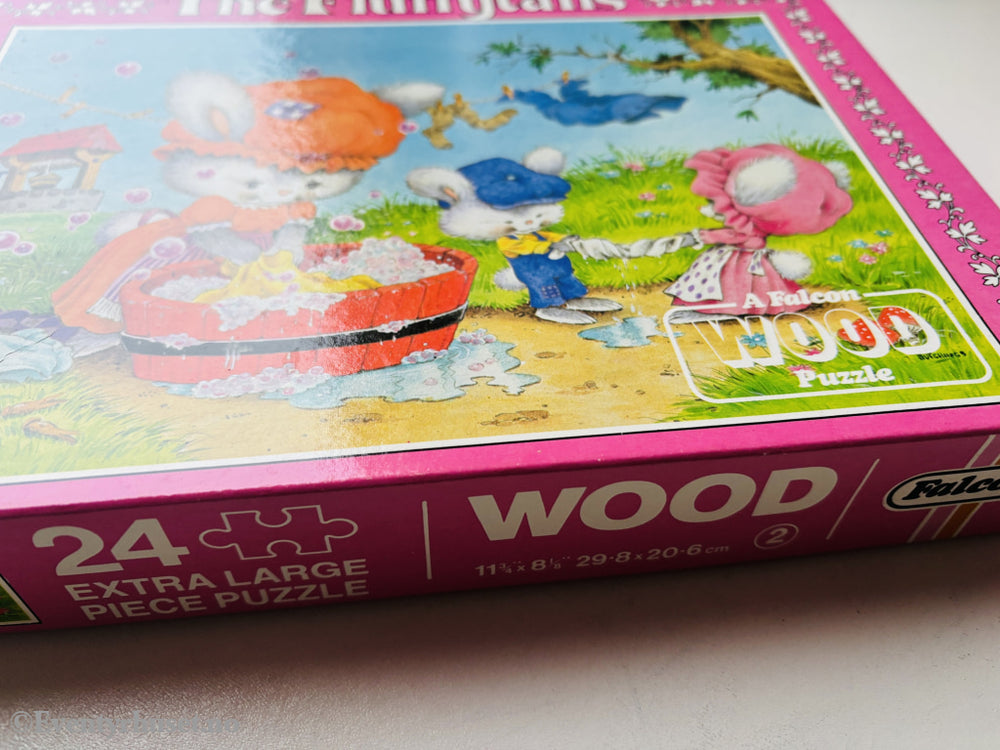 The Fluffytails
A Falcon
WOOD
Puzzle
24
EXTRA LARGE
PIECE PUZZLE
WOOD
11¾″ x 8⅛″ 29·8 x 20·6 cm
2
Falco